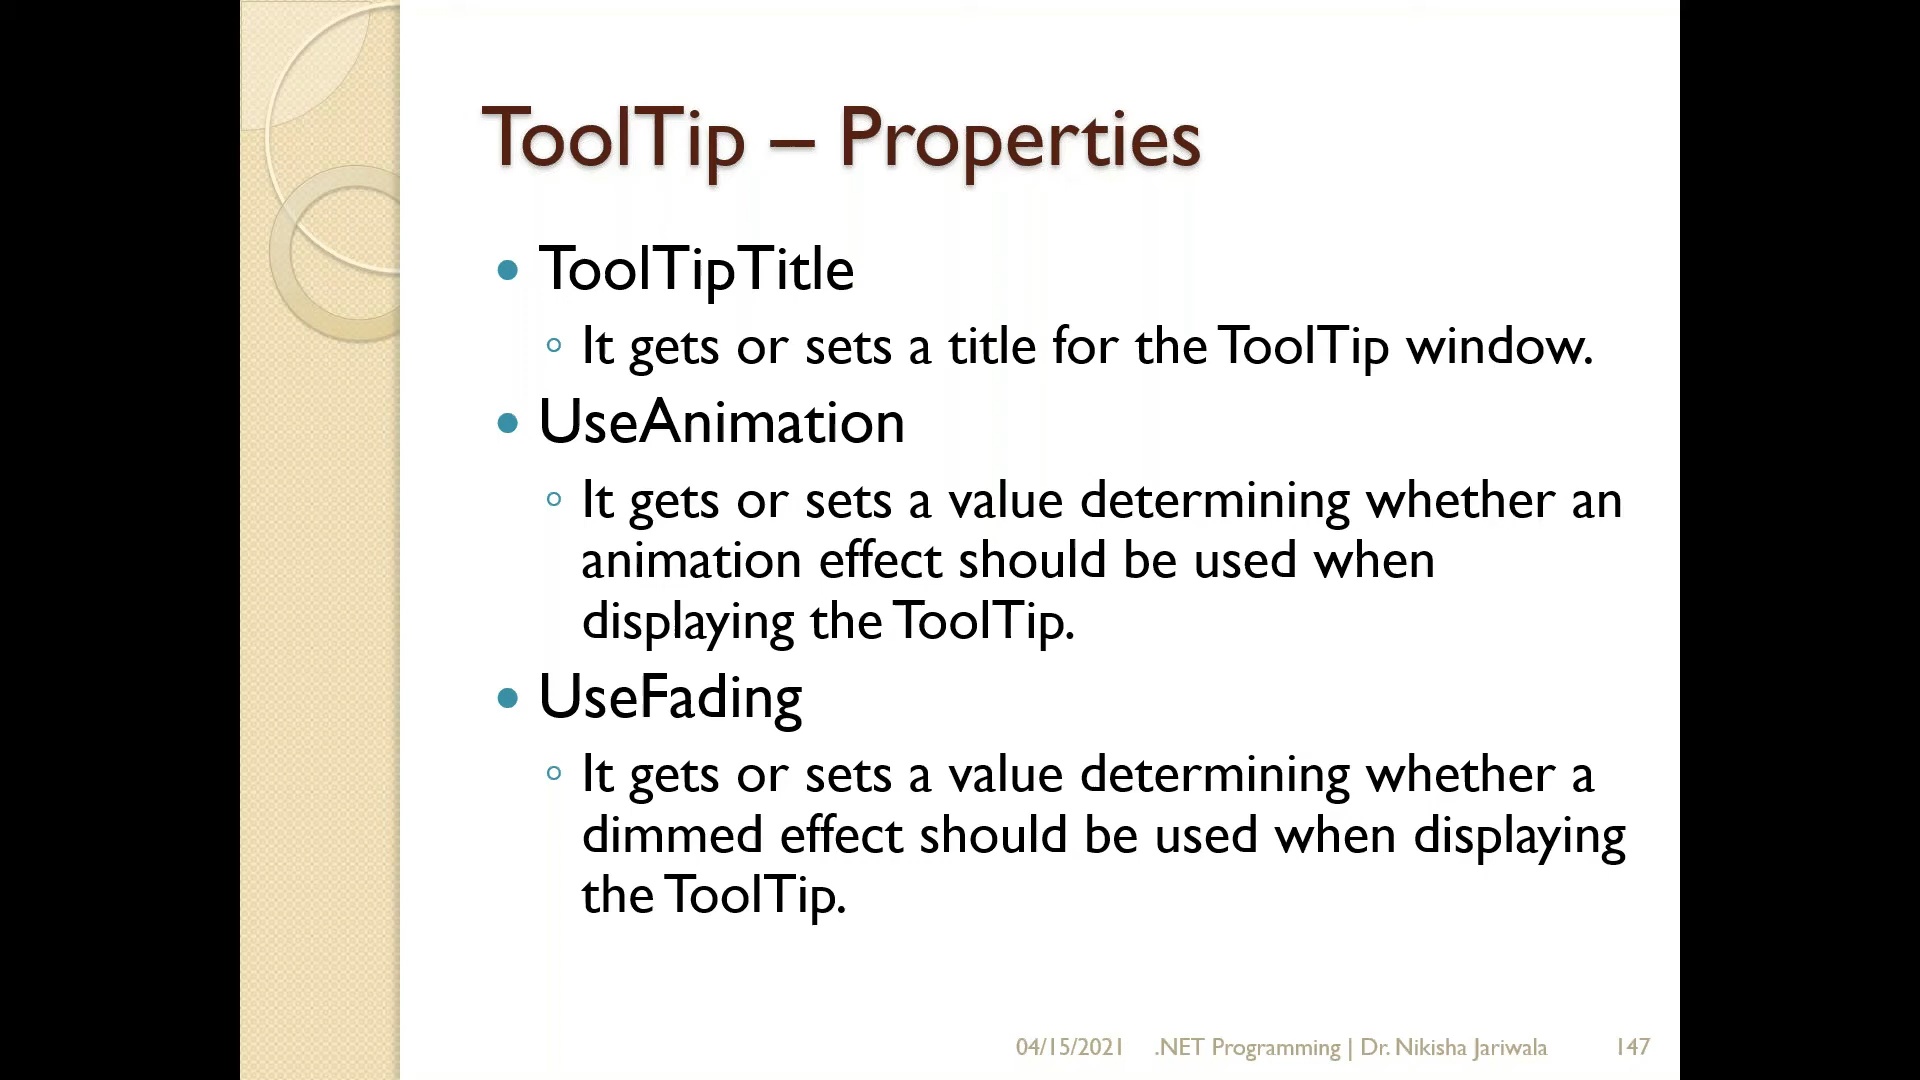 ToolTip – Properties
• ToolTipTitle
◦ It gets or sets a title for the ToolTip window.
• UseAnimation
◦ It gets or sets a value determining whether an
animation effect should be used when
displaying the ToolTip.
• UseFading
◦ It gets or sets a value determining whether a
dimmed effect should be used when displaying
the ToolTip.
04/15/2021 .NET Programming | Dr. Nikisha Jariwala 147